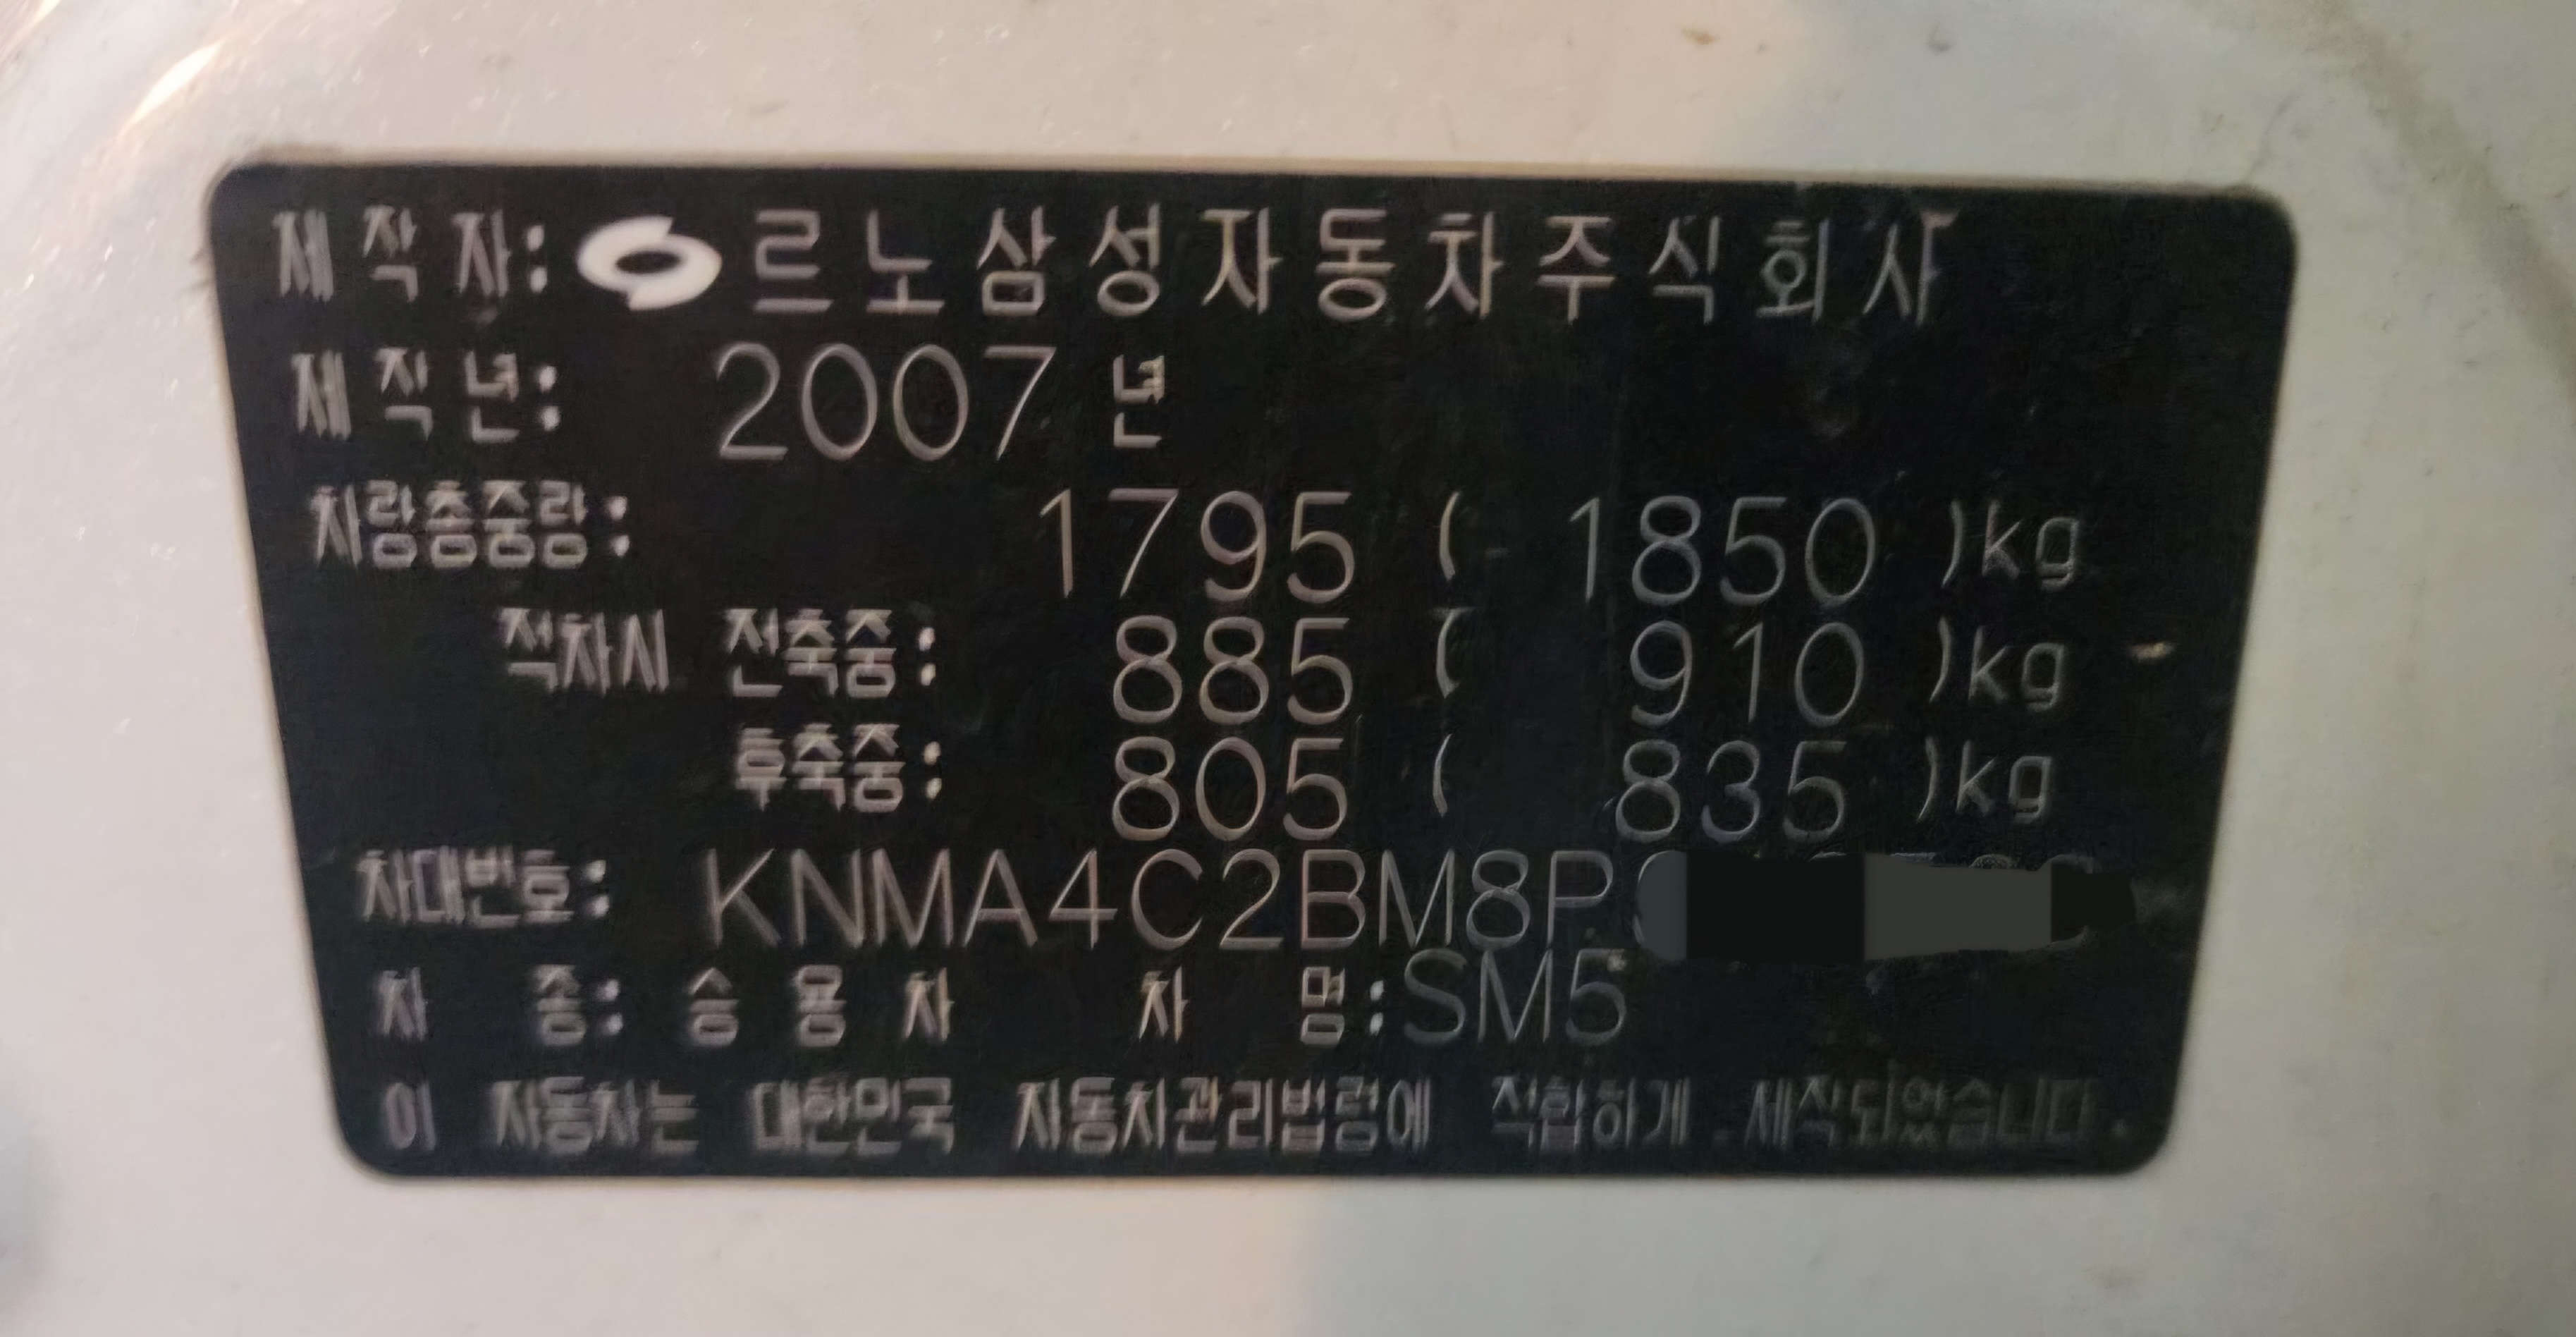 제작자: 르노삼성자동차주식회사
제작년: 2007 년
차량총중량: 1795 ( 1850 )kg
적차시 전축중: 885 ( 910 )kg
후축중: 805 ( 835 )kg
차대번호: KNMA4C2BM8P
차 종: 승 용 차 차 명: SM5
이 자동차는 대한민국 자동차관리법령에 적합하게 제작되었습니다.